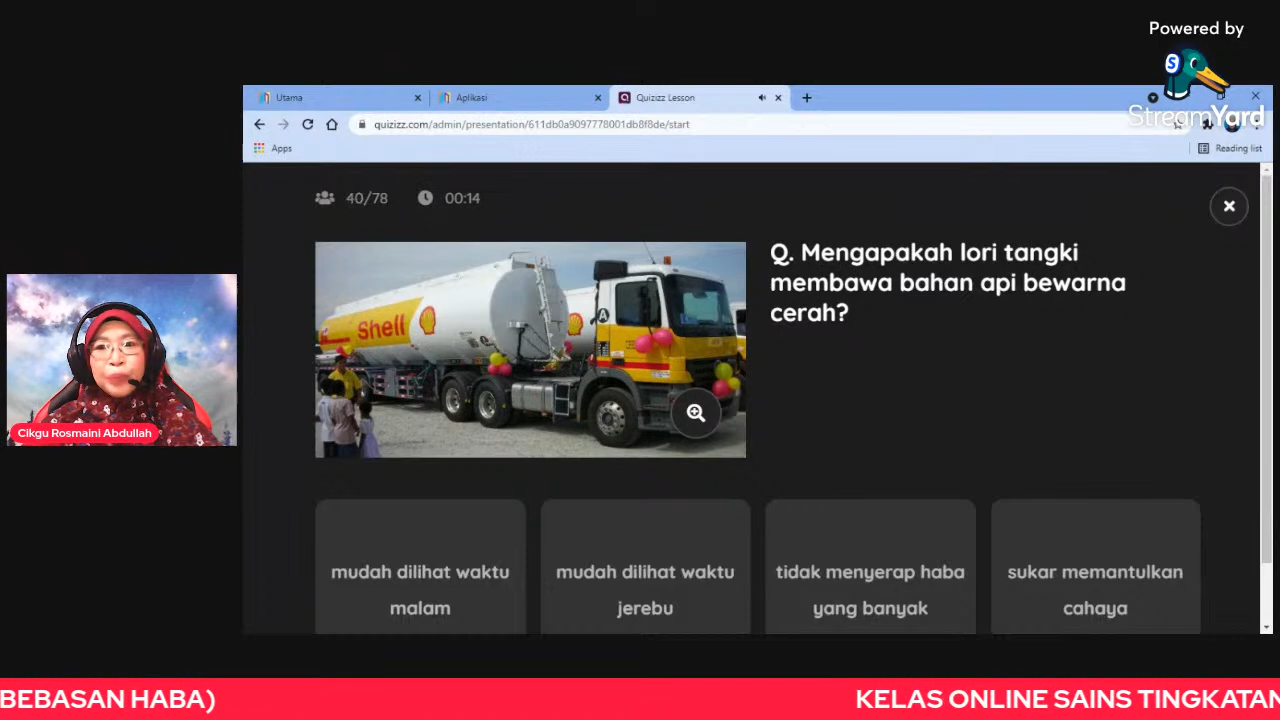 Powered by
S
StreamYard
Utama
Aplikasi
Quizizz Lesson
quizizz.com/admin/presentation/611db0a9097778001db8f8de/start
Apps
Reading list
40/78
00:14
Q. Mengapakah lori tangki
membawa bahan api bewarna
cerah?
Shell
A
Cikgu Rosmaini Abdullah
mudah dilihat waktu
malam
mudah dilihat waktu
jerebu
tidak menyerap haba
yang banyak
sukar memantulkan
cahaya
BEBASAN HABA)
KELAS ONLINE SAINS TINGKATAN